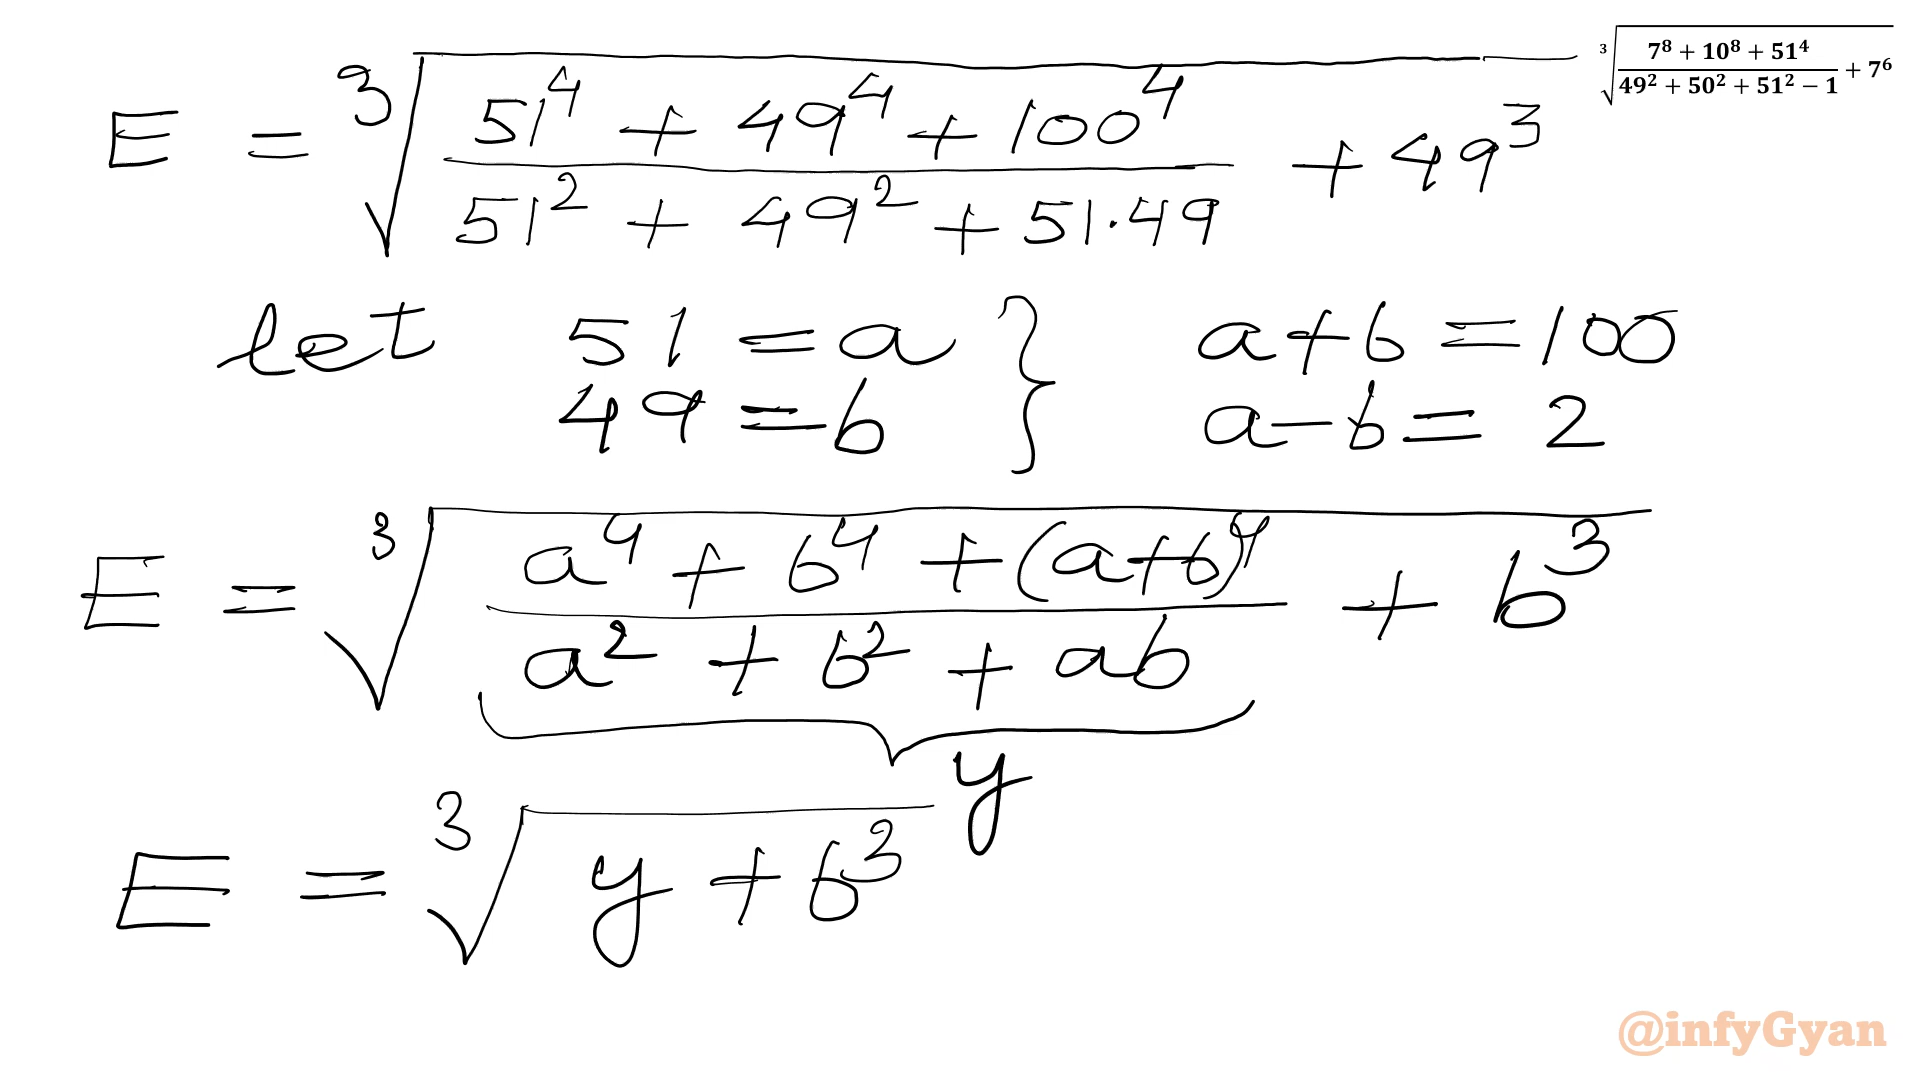 ∛((7⁸ + 10⁸ + 51⁴)/(49² + 50² + 51² − 1) + 7⁶)
E = ∛((51⁴ + 49⁴ + 100⁴)/(51² + 49² + 51·49) + 49³)
let 51 = a } a+b = 100
49 = b a−b = 2
E = ∛((a⁴ + b⁴ + (a+b)⁴)/(a² + b² + ab) + b³)
y
E = ∛(y + b³)
@infyGyan